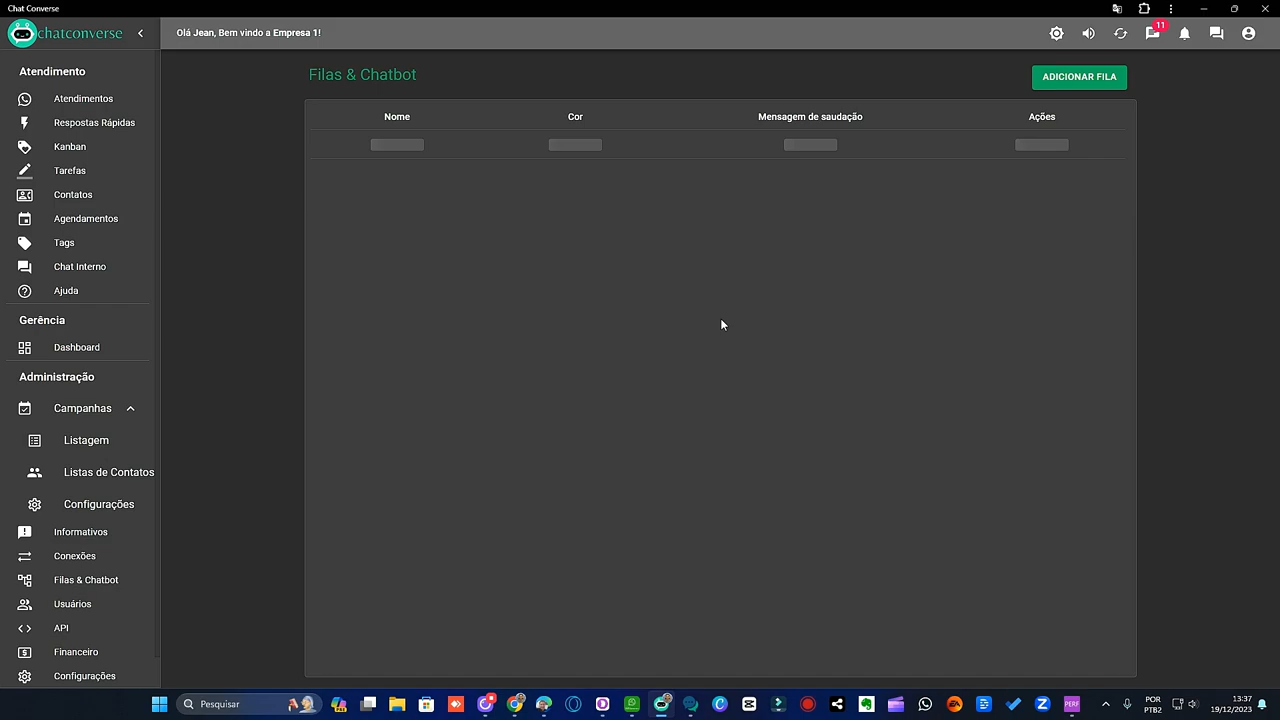 Chat Converse
chatconverse
Olá Jean, Bem vindo a Empresa 1!
11
Atendimento
Atendimentos
Respostas Rápidas
Kanban
Tarefas
Contatos
Agendamentos
Tags
Chat Interno
Ajuda
Gerência
Dashboard
Administração
Campanhas
Listagem
Listas de Contatos
Configurações
Informativos
Conexões
Filas & Chatbot
Usuários
API
Financeiro
Configurações
Filas & Chatbot
ADICIONAR FILA
Nome Cor Mensagem de saudação Ações
Pesquisar
PERF
POR
PTB2
13:37
19/12/2023